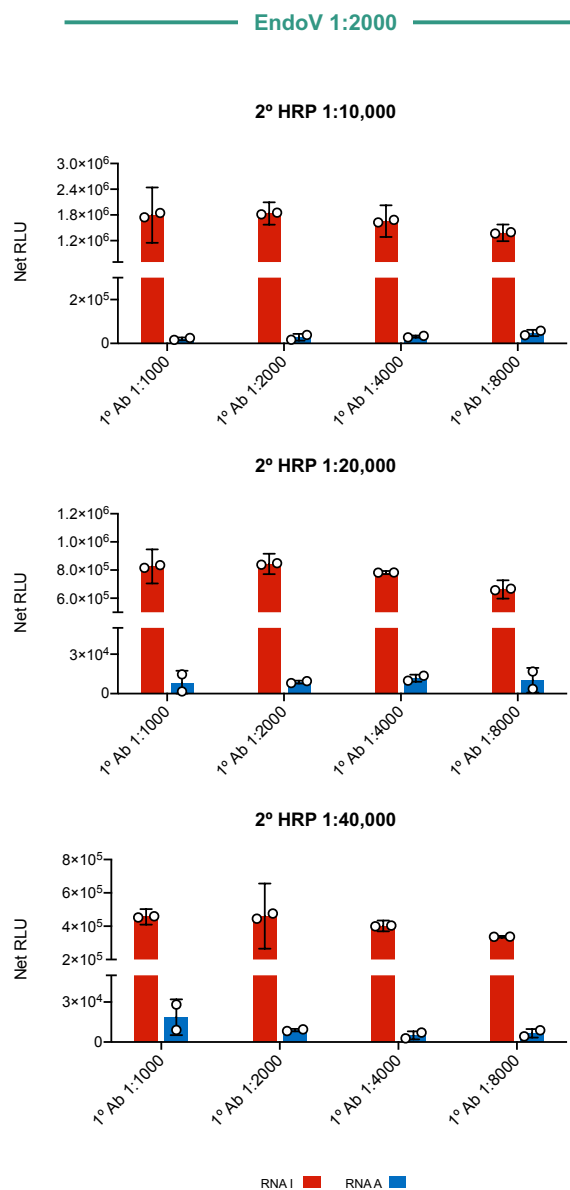 EndoV 1:2000
2º HRP 1:10,000
Net RLU
3.0×10⁶
2.4×10⁶
1.8×10⁶
1.2×10⁶
2×10⁵
0
1º Ab 1:1000
1º Ab 1:2000
1º Ab 1:4000
1º Ab 1:8000
2º HRP 1:20,000
Net RLU
1.2×10⁶
1.0×10⁶
8.0×10⁵
6.0×10⁵
3×10⁴
0
1º Ab 1:1000
1º Ab 1:2000
1º Ab 1:4000
1º Ab 1:8000
2º HRP 1:40,000
Net RLU
8×10⁵
6×10⁵
4×10⁵
2×10⁵
3×10⁴
0
1º Ab 1:1000
1º Ab 1:2000
1º Ab 1:4000
1º Ab 1:8000
RNA I RNA A